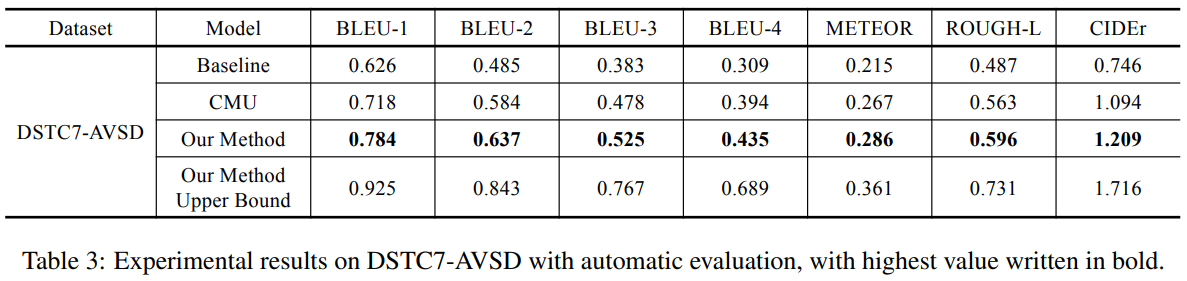 Dataset Model BLEU-1 BLEU-2 BLEU-3 BLEU-4 METEOR ROUGH-L CIDEr
DSTC7-AVSD
Baseline 0.626 0.485 0.383 0.309 0.215 0.487 0.746
CMU 0.718 0.584 0.478 0.394 0.267 0.563 1.094
Our Method 0.784 0.637 0.525 0.435 0.286 0.596 1.209
Our Method
Upper Bound 0.925 0.843 0.767 0.689 0.361 0.731 1.716
Table 3: Experimental results on DSTC7-AVSD with automatic evaluation, with highest value written in bold.